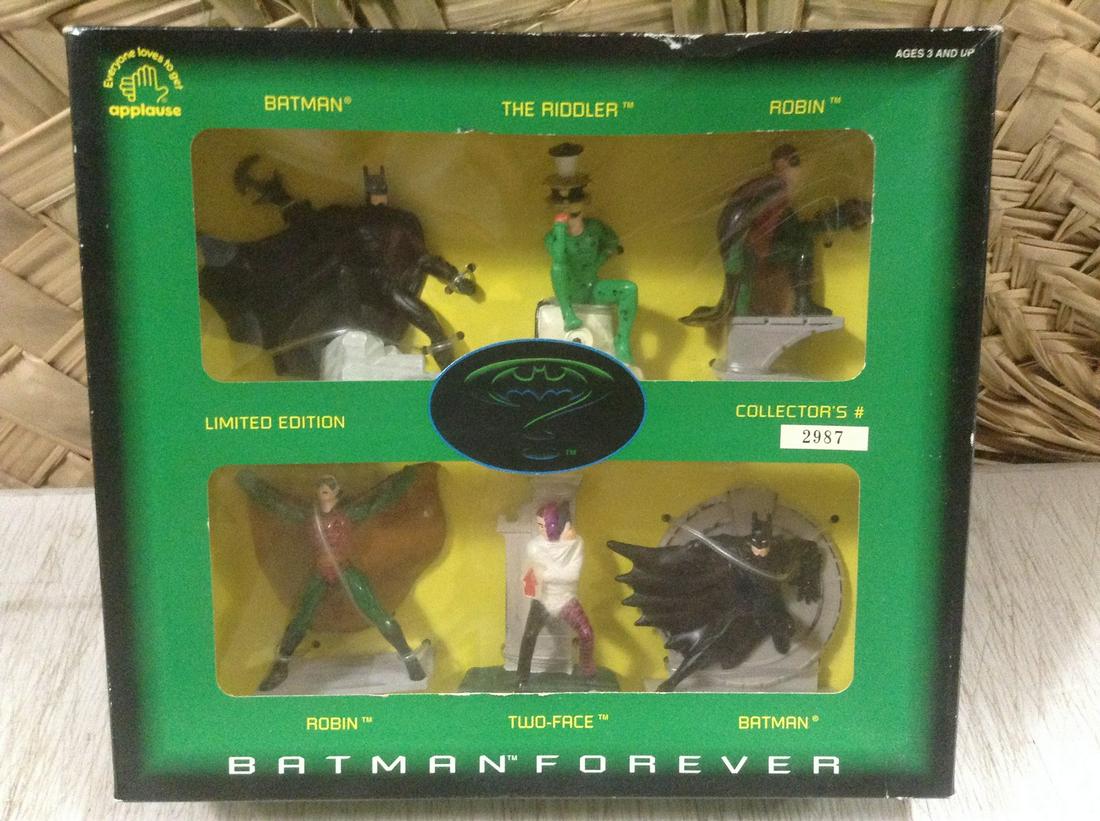 Everyone loves to get
applause
AGES 3 AND UP
BATMAN®
THE RIDDLER™
ROBIN™
LIMITED EDITION
™
COLLECTOR'S #
2987
ROBIN™
TWO-FACE™
BATMAN®
BATMAN™ FOREVER